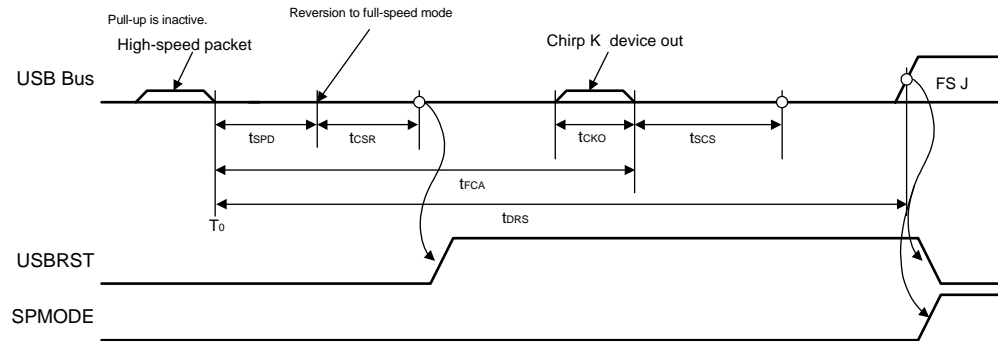 Pull-up is inactive.
Reversion to full-speed mode
High-speed packet
Chirp K device out
USB Bus
FS J
tSPD
tCSR
tCKO
tSCS
tFCA
T0
tDRS
USBRST
SPMODE